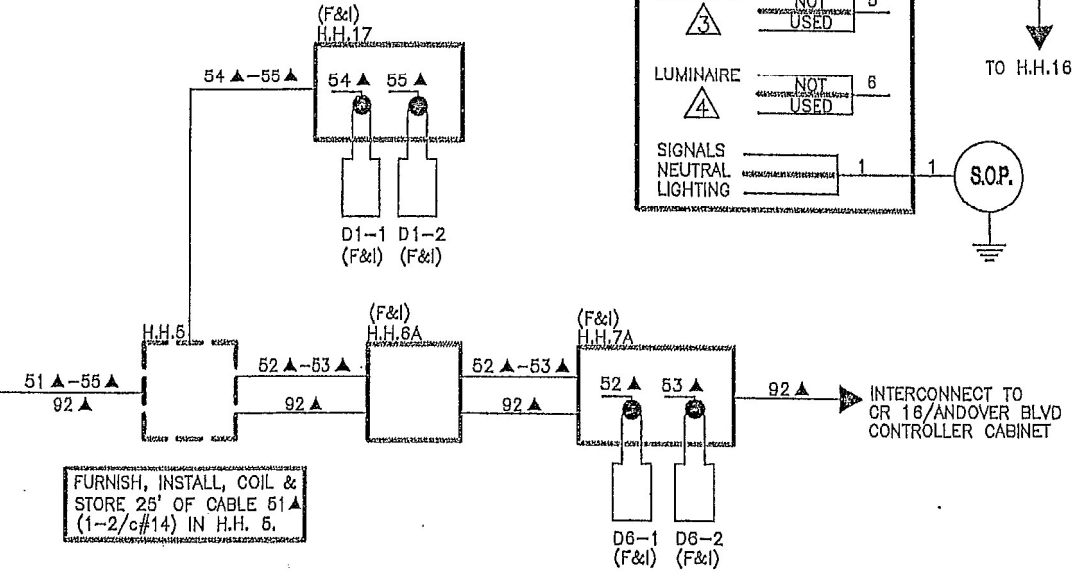 (F&I)
H.H.17
54▲-55▲
54▲ 55▲
D1-1 D1-2
(F&I) (F&I)
NOT
USED
3
LUMINAIRE
4
NOT
USED
6
SIGNALS
NEUTRAL
LIGHTING
1
1
S.O.P.
TO H.H.16
H.H.5
51▲-55▲
92▲
52▲-53▲
92▲
(F&I)
H.H.6A
52▲-53▲
92▲
(F&I)
H.H.7A
52▲ 53▲
D6-1 D6-2
(F&I) (F&I)
92▲
INTERCONNECT TO
CR 16/ANDOVER BLVD
CONTROLLER CABINET
FURNISH, INSTALL, COIL &
STORE 25' OF CABLE 51▲
(1-2/c#14) IN H.H. 5.